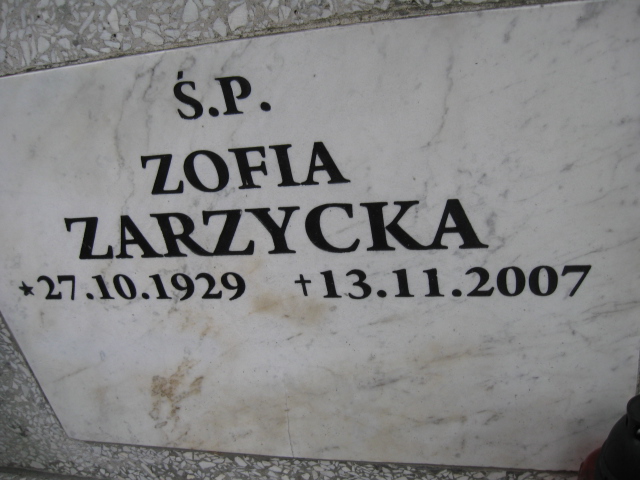 Ś.P.
ZOFIA
ZARZYCKA
*27.10.1929 †13.11.2007